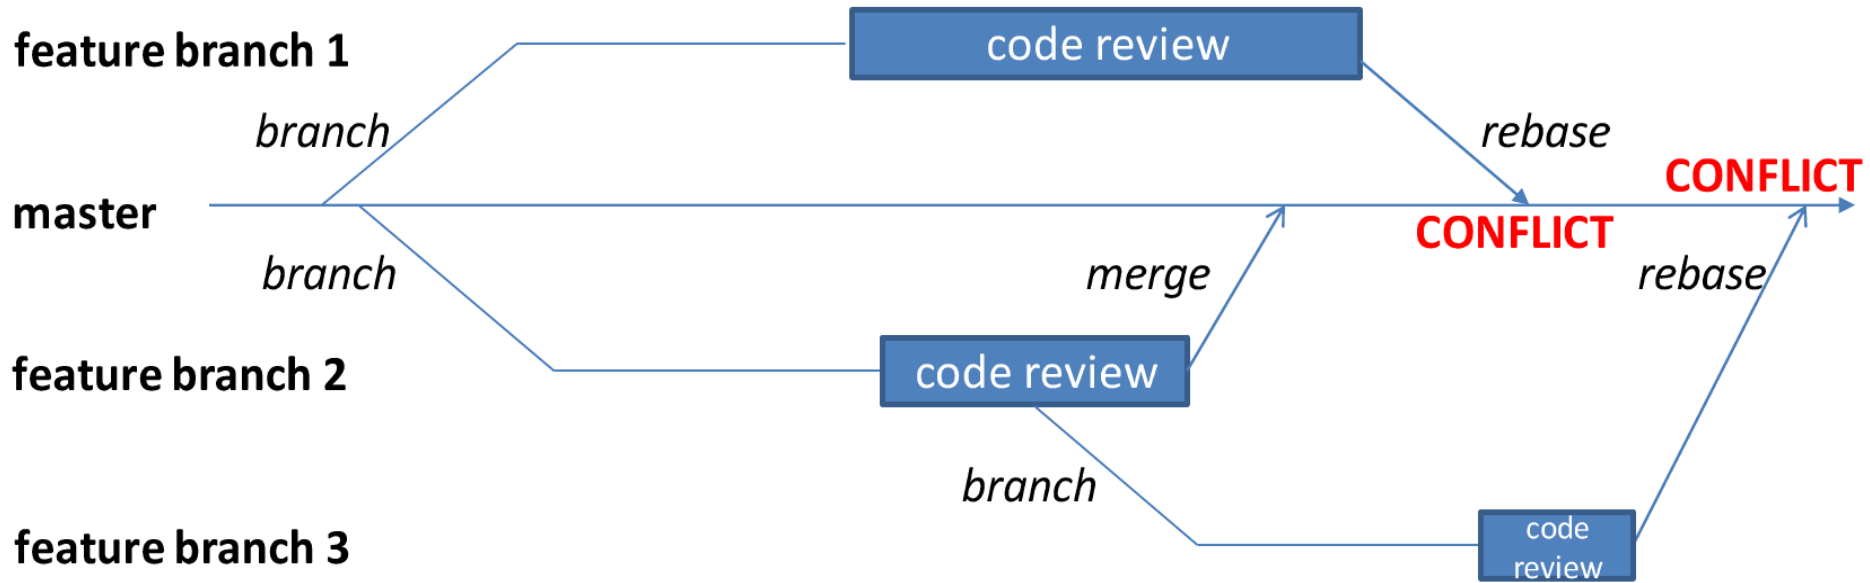 feature branch 1
code review
branch
rebase
CONFLICT
master
CONFLICT
branch
merge
rebase
feature branch 2
code review
branch
feature branch 3
code
review